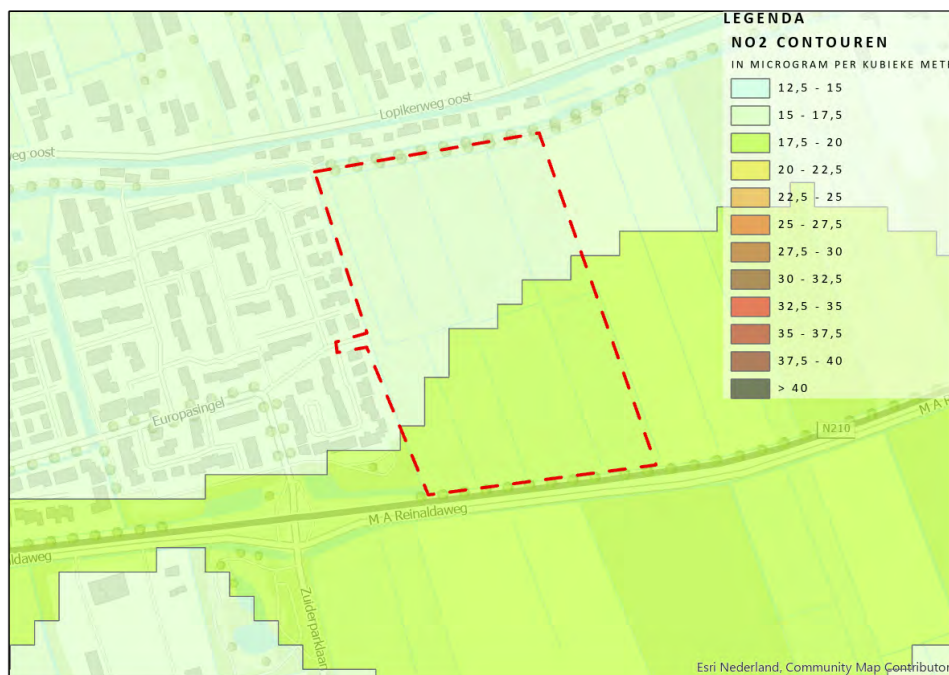 LEGENDA
NO2 CONTOUREN
IN MICROGRAM PER KUBIEKE METE
12,5 - 15
15 - 17,5
17,5 - 20
20 - 22,5
22,5 - 25
25 - 27,5
27,5 - 30
30 - 32,5
32,5 - 35
35 - 37,5
37,5 - 40
> 40
Lopikerweg oost
weg oost
Europasingel
N210
M A R
M A Reinaldaweg
aldaweg
Zuiderparklaan
Esri Nederland, Community Map Contributor